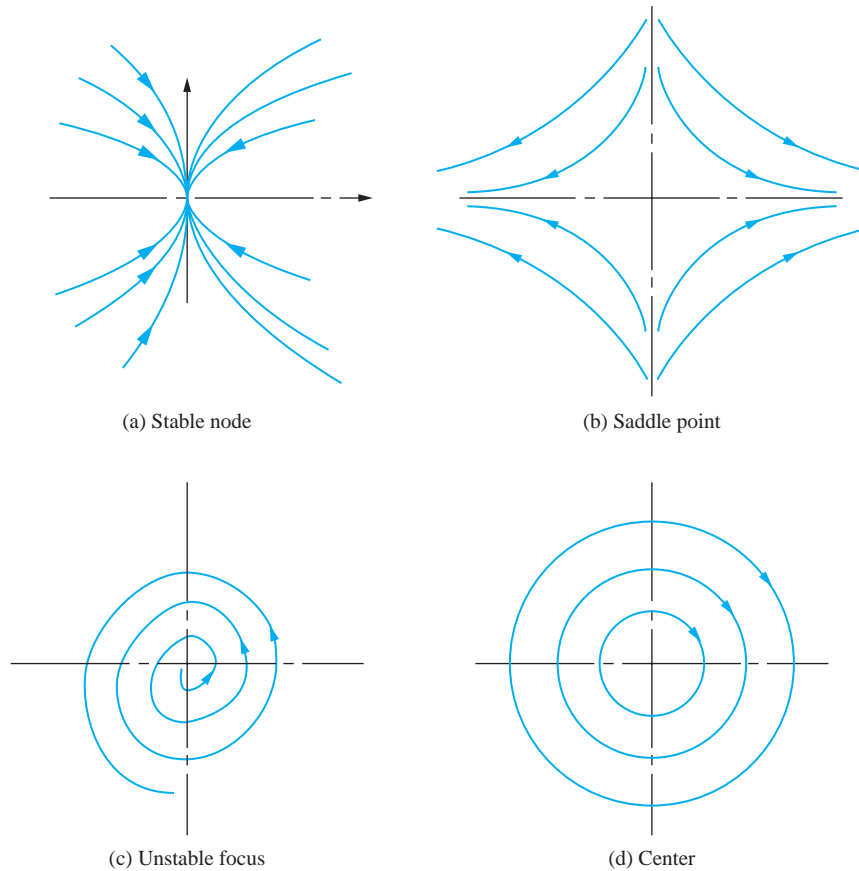 (a) Stable node
(b) Saddle point
(c) Unstable focus
(d) Center